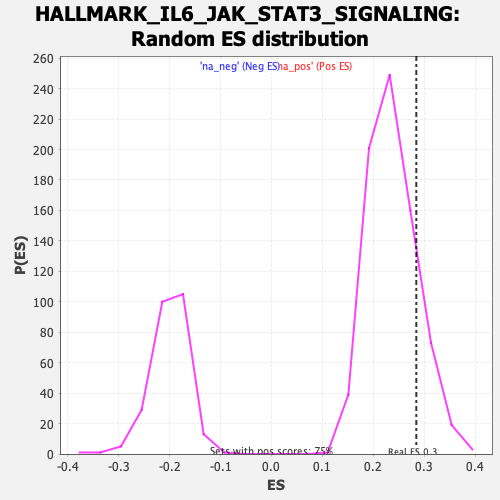 HALLMARK_IL6_JAK_STAT3_SIGNALING:
Random ES distribution
'na_neg' (Neg ES) na_pos' (Pos ES)
260
240
220
200
180
160
140
120
100
80
60
40
20
0
P(ES)
Sets with pos scores: 75%
Real ES 0.3
-0.4 -0.3 -0.2 -0.1 0.0 0.1 0.2 0.3 0.4
ES